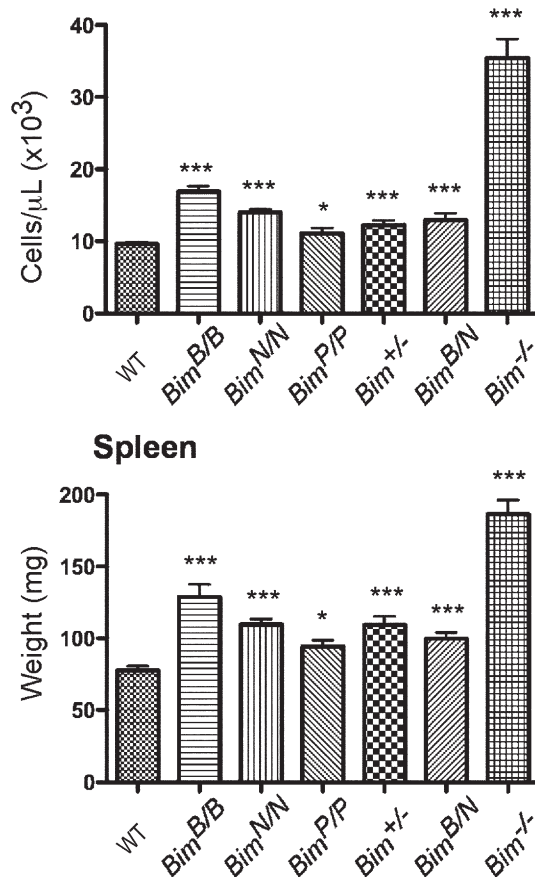 40
30
20
10
0
Cells/μL (x10³)
***
***
*
***
***
***
WT
Bim^B/B
Bim^N/N
Bim^P/P
Bim^+/-
Bim^B/N
Bim^-/-
Spleen
200
150
100
50
0
Weight (mg)
***
***
*
***
***
***
WT
Bim^B/B
Bim^N/N
Bim^P/P
Bim^+/-
Bim^B/N
Bim^-/-